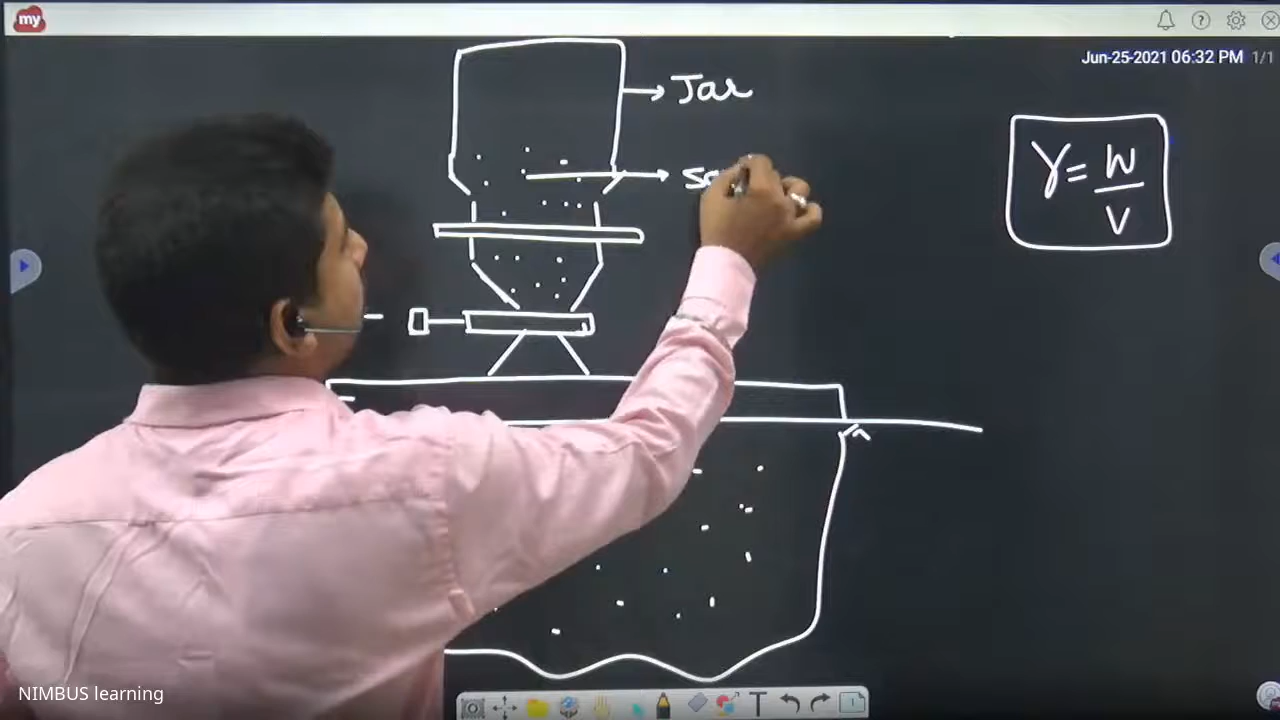 my
Jun-25-2021 06:32 PM 1/1
Jar
γ = W / V
NIMBUS learning
T